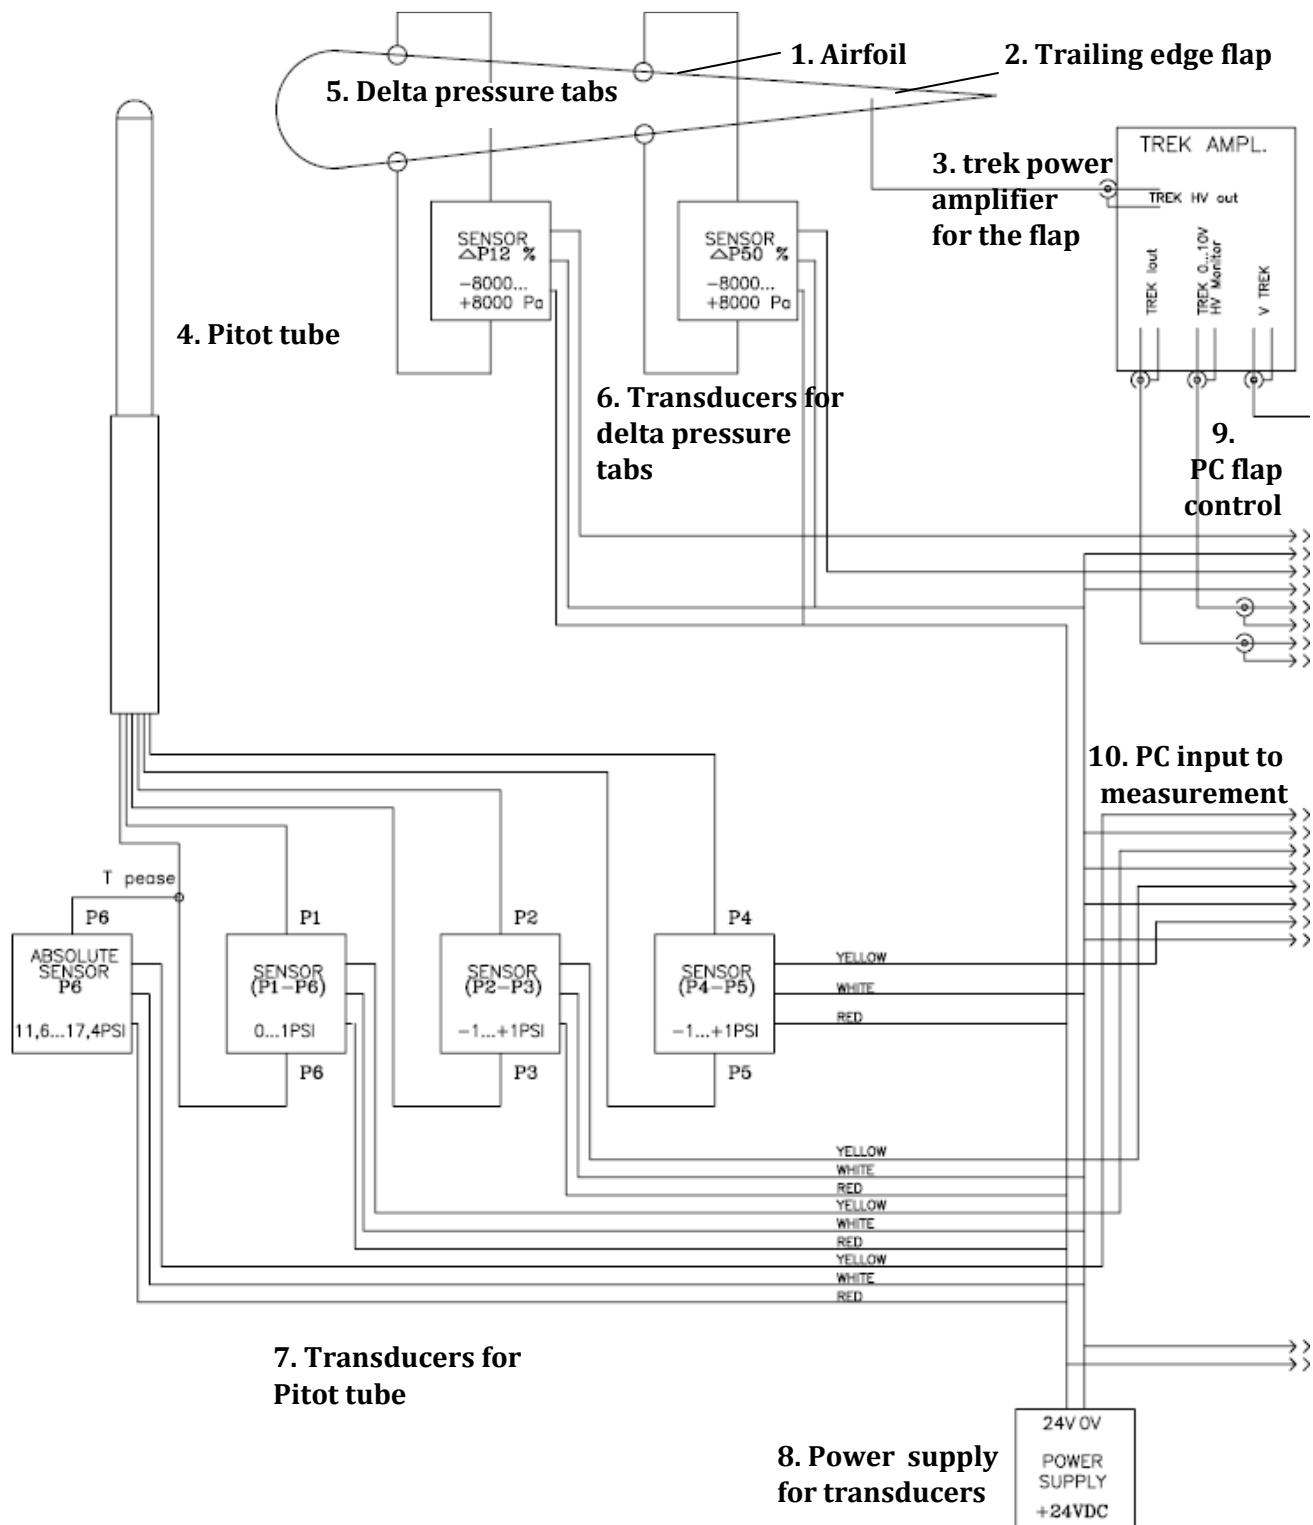 1. Airfoil
2. Trailing edge flap
5. Delta pressure tabs
TREK AMPL.
3. trek power
amplifier
for the flap
TREK HV out
TREK Iout
TREK 0...10V
HV Monitor
V TREK
SENSOR
△P12 %
-8000...
+8000 Pa
SENSOR
△P50 %
-8000...
+8000 Pa
4. Pitot tube
6. Transducers for
delta pressure
tabs
9.
PC flap
control
10. PC input to
measurement
T pease
P6
P1
P2
P4
ABSOLUTE
SENSOR
P6
11,6...17,4PSI
SENSOR
(P1-P6)
0...1PSI
SENSOR
(P2-P3)
-1...+1PSI
SENSOR
(P4-P5)
-1...+1PSI
YELLOW
WHITE
RED
P6
P3
P5
YELLOW
WHITE
RED
YELLOW
WHITE
RED
YELLOW
WHITE
RED
7. Transducers for
Pitot tube
8. Power supply
for transducers
24V 0V
POWER
SUPPLY
+24VDC